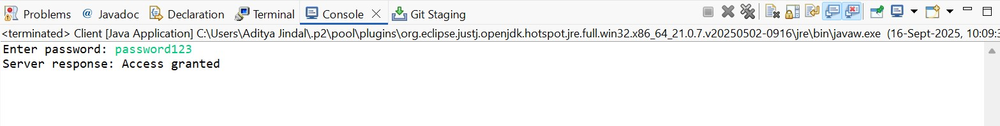 Problems @ Javadoc Declaration Terminal Console Git Staging
<terminated> Client [Java Application] C:\Users\Aditya Jindal\.p2\pool\plugins\org.eclipse.justj.openjdk.hotspot.jre.full.win32.x86_64_21.0.7.v20250502-0916\jre\bin\javaw.exe (16-Sept-2025, 10:09:3
Enter password: password123
Server response: Access granted